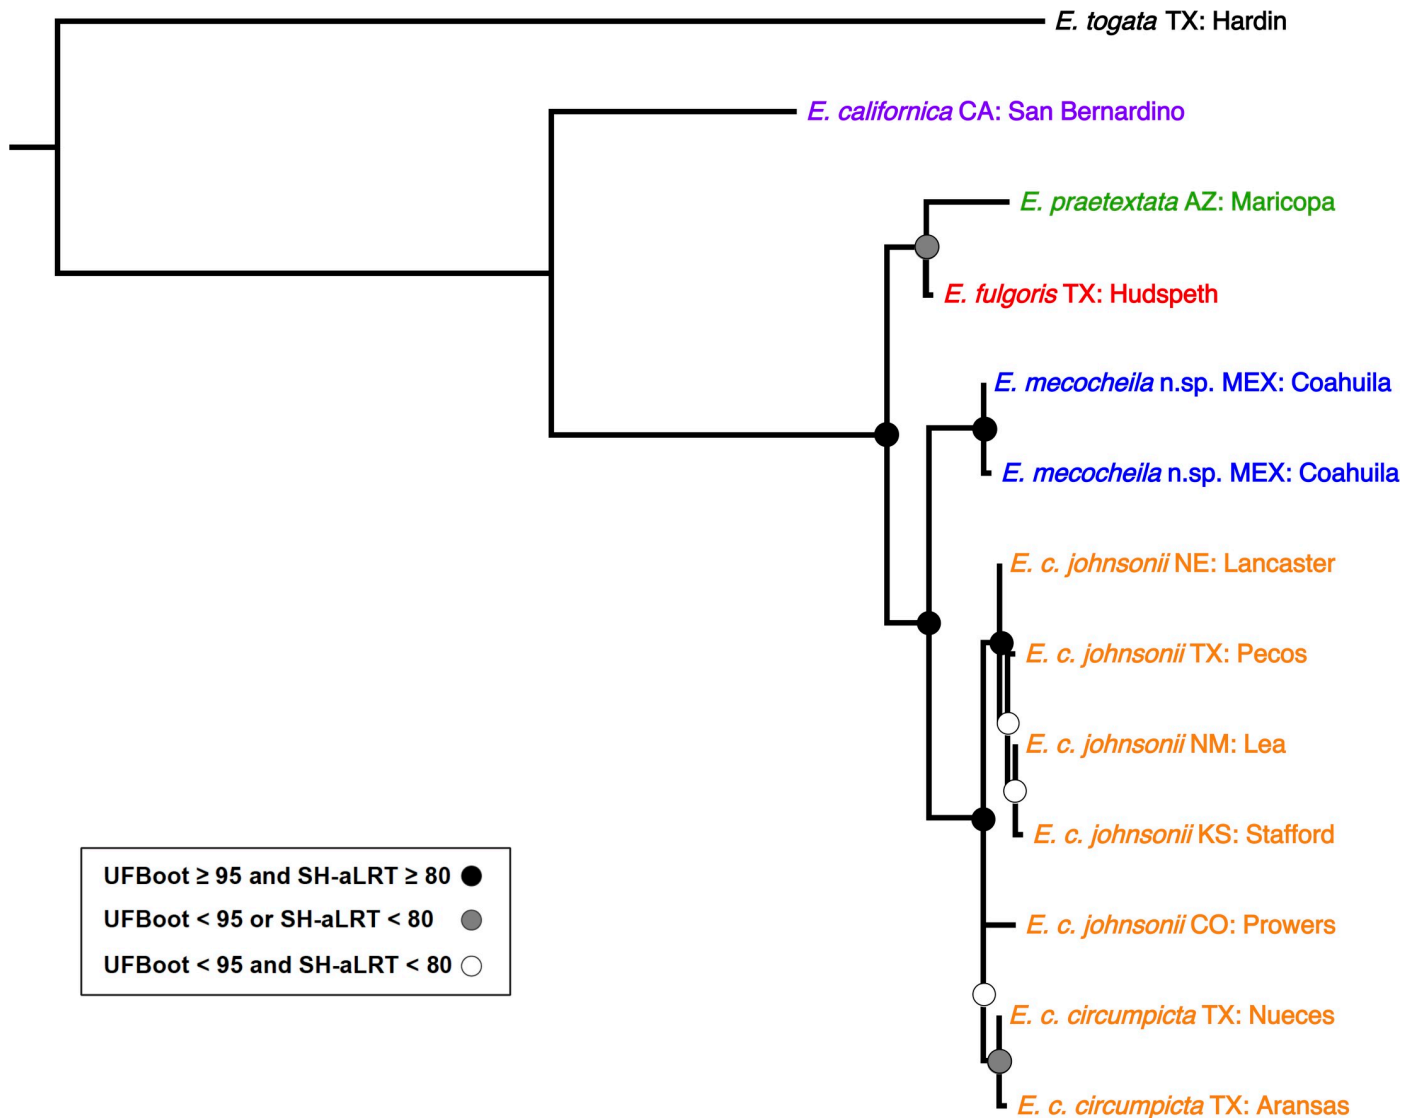 E. togata TX: Hardin
E. californica CA: San Bernardino
E. praetextata AZ: Maricopa
E. fulgoris TX: Hudspeth
E. mecocheila n.sp. MEX: Coahuila
E. mecocheila n.sp. MEX: Coahuila
E. c. johnsonii NE: Lancaster
E. c. johnsonii TX: Pecos
E. c. johnsonii NM: Lea
E. c. johnsonii KS: Stafford
E. c. johnsonii CO: Prowers
E. c. circumpicta TX: Nueces
E. c. circumpicta TX: Aransas
UFBoot ≥ 95 and SH-aLRT ≥ 80
UFBoot < 95 or SH-aLRT < 80
UFBoot < 95 and SH-aLRT < 80